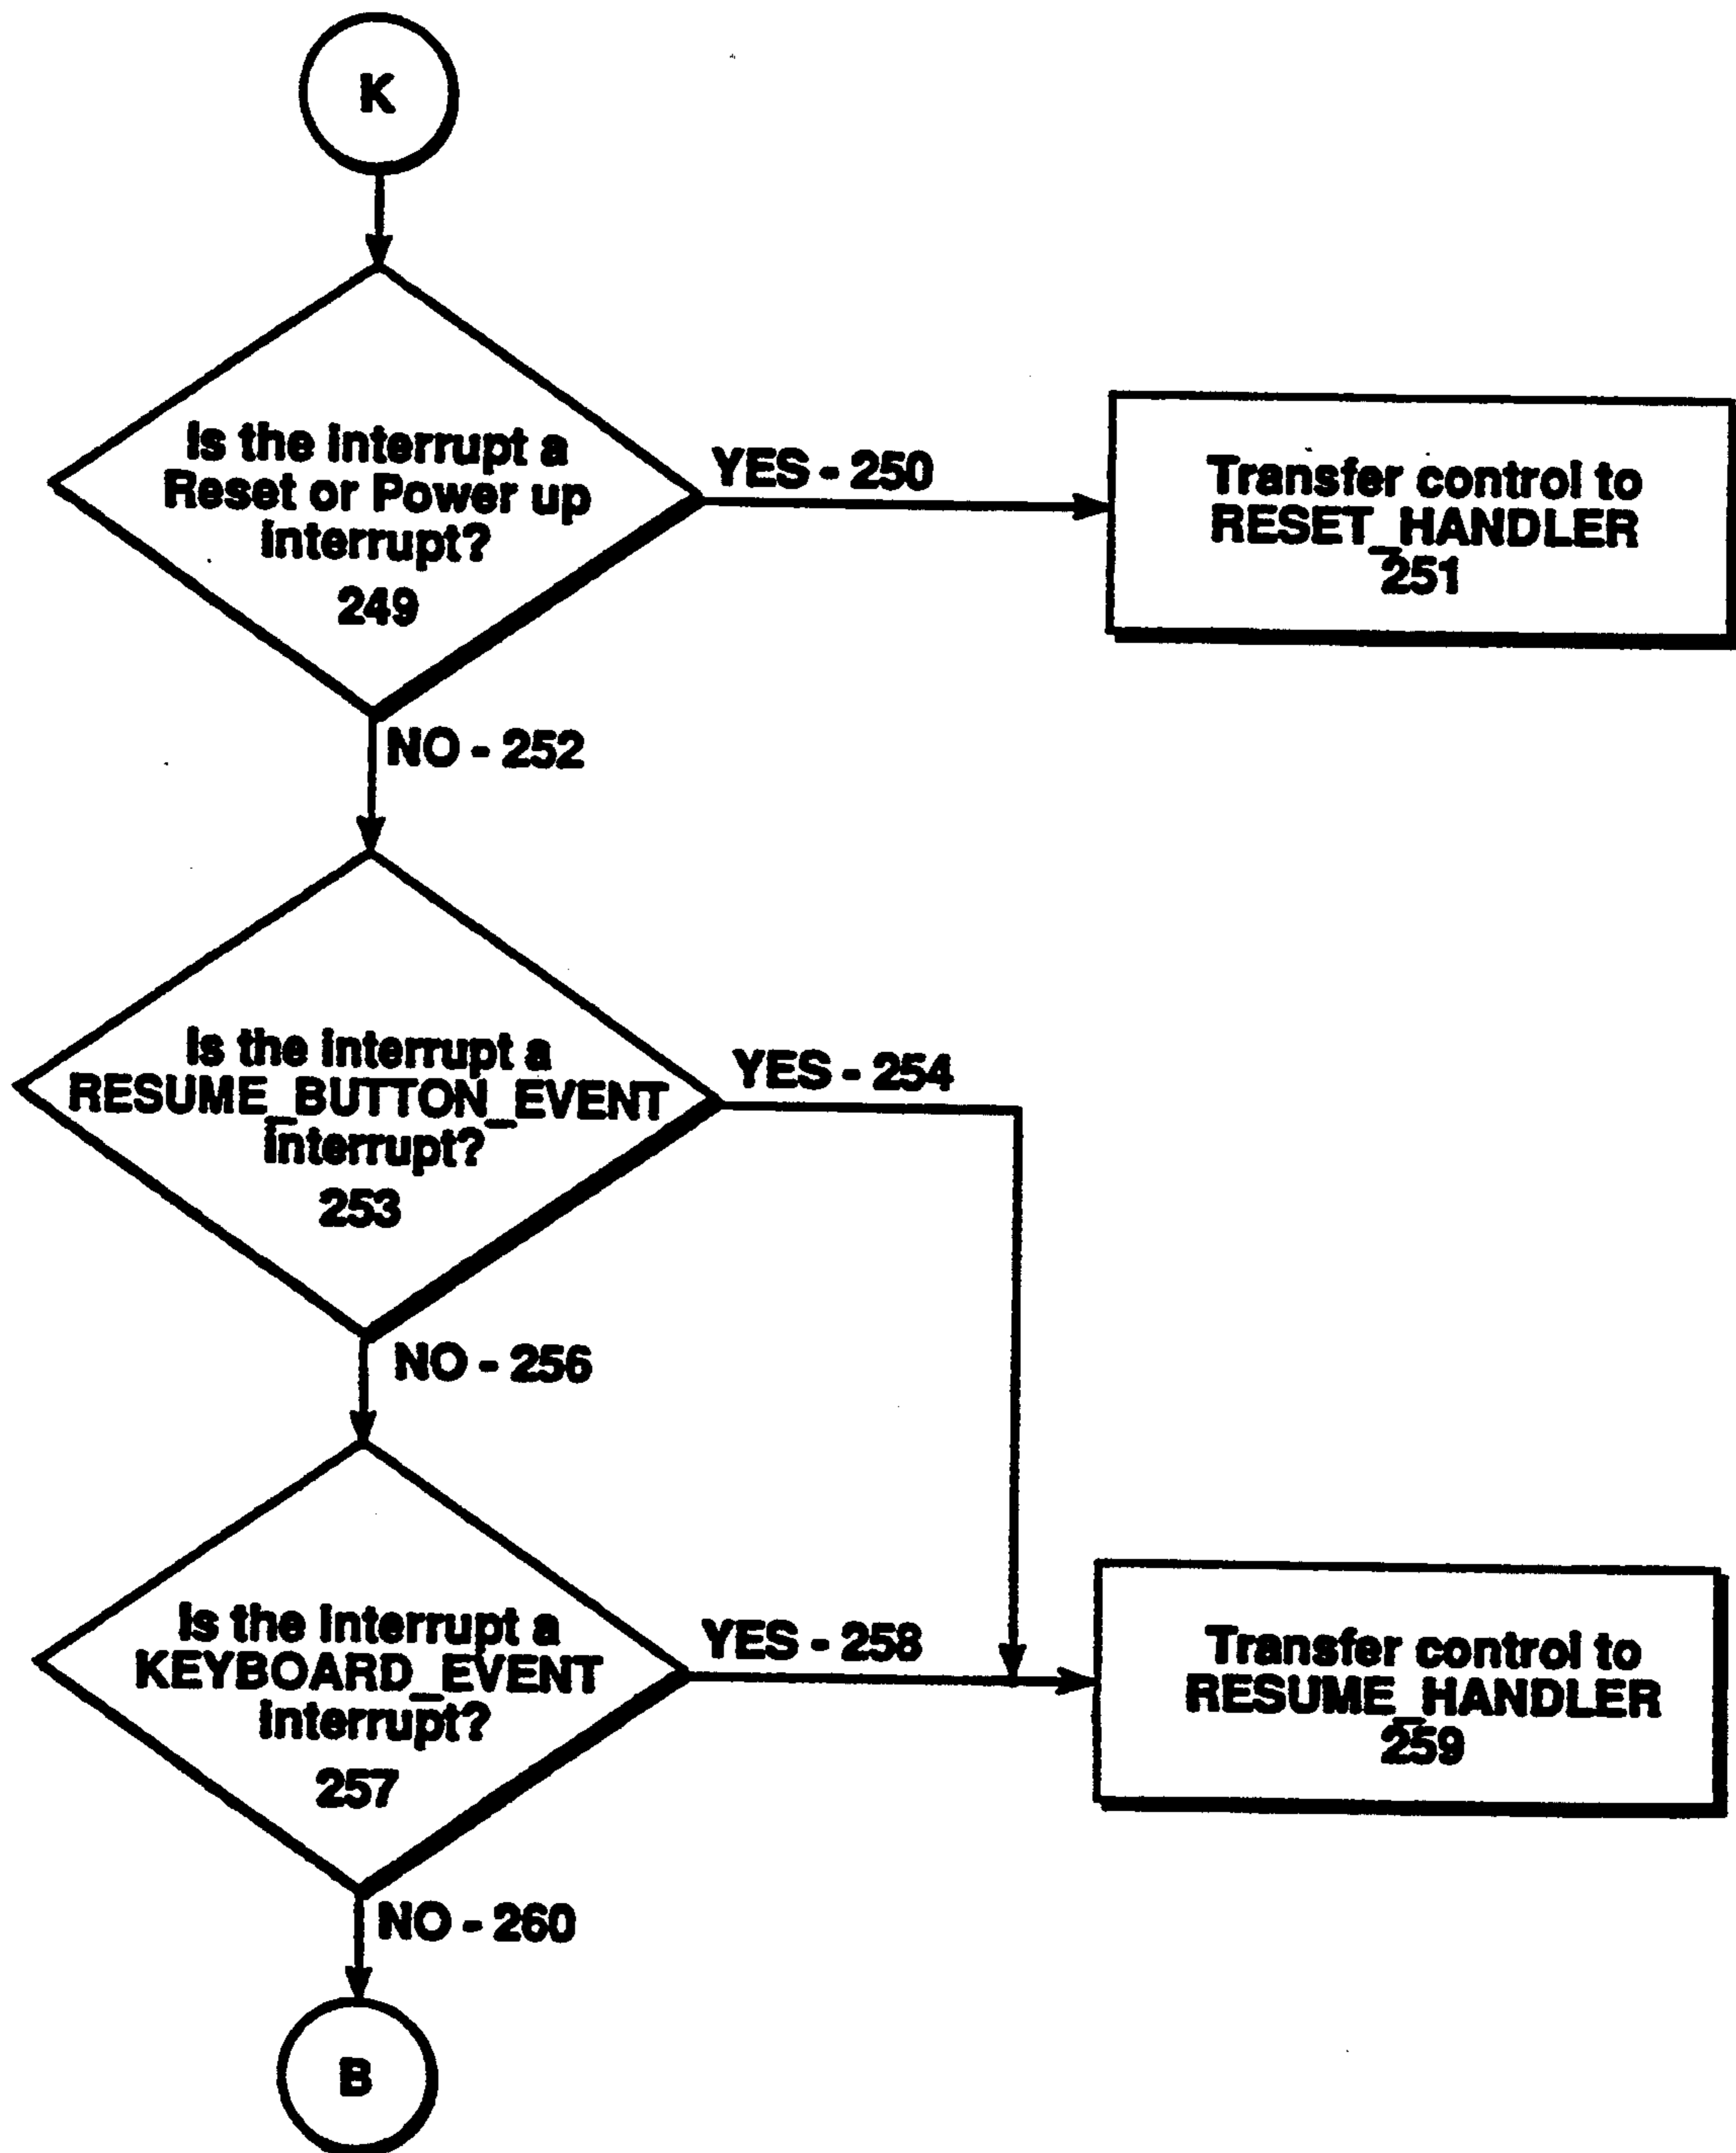 K
Is the interrupt a
Reset or Power up
interrupt?
249
YES - 250
Transfer control to
RESET_HANDLER
251
NO - 252
Is the interrupt a
RESUME_BUTTON_EVENT
interrupt?
253
YES - 254
NO - 256
Is the interrupt a
KEYBOARD_EVENT
interrupt?
257
YES - 258
Transfer control to
RESUME_HANDLER
259
NO - 260
B